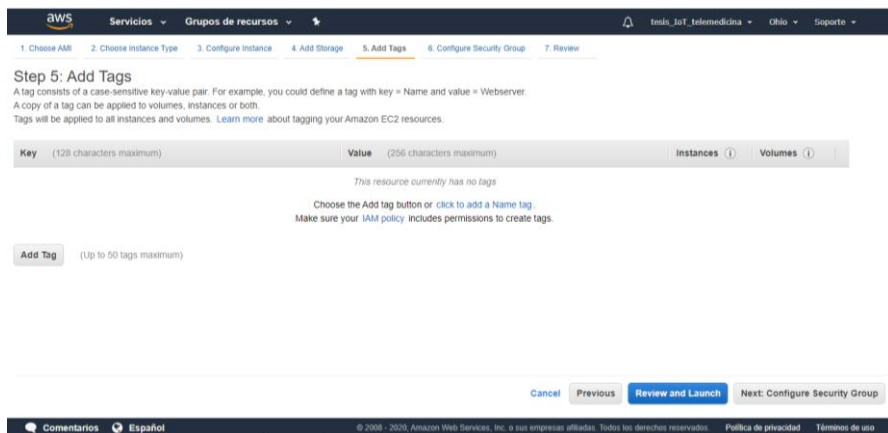 aws Servicios Grupos de recursos tesis_IoT_telemedicina Ohio Soporte
1. Choose AMI 2. Choose Instance Type 3. Configure Instance 4. Add Storage 5. Add Tags 6. Configure Security Group 7. Review
Step 5: Add Tags
A tag consists of a case-sensitive key-value pair. For example, you could define a tag with key = Name and value = Webserver.
A copy of a tag can be applied to volumes, instances or both.
Tags will be applied to all instances and volumes. Learn more about tagging your Amazon EC2 resources.
Key (128 characters maximum) Value (256 characters maximum) Instances Volumes
This resource currently has no tags
Choose the Add tag button or click to add a Name tag.
Make sure your IAM policy includes permissions to create tags.
Add Tag (Up to 50 tags maximum)
Cancel Previous Review and Launch Next: Configure Security Group
Comentarios Español © 2008 - 2020, Amazon Web Services, Inc. o sus empresas afiliadas. Todos los derechos reservados. Política de privacidad Términos de uso